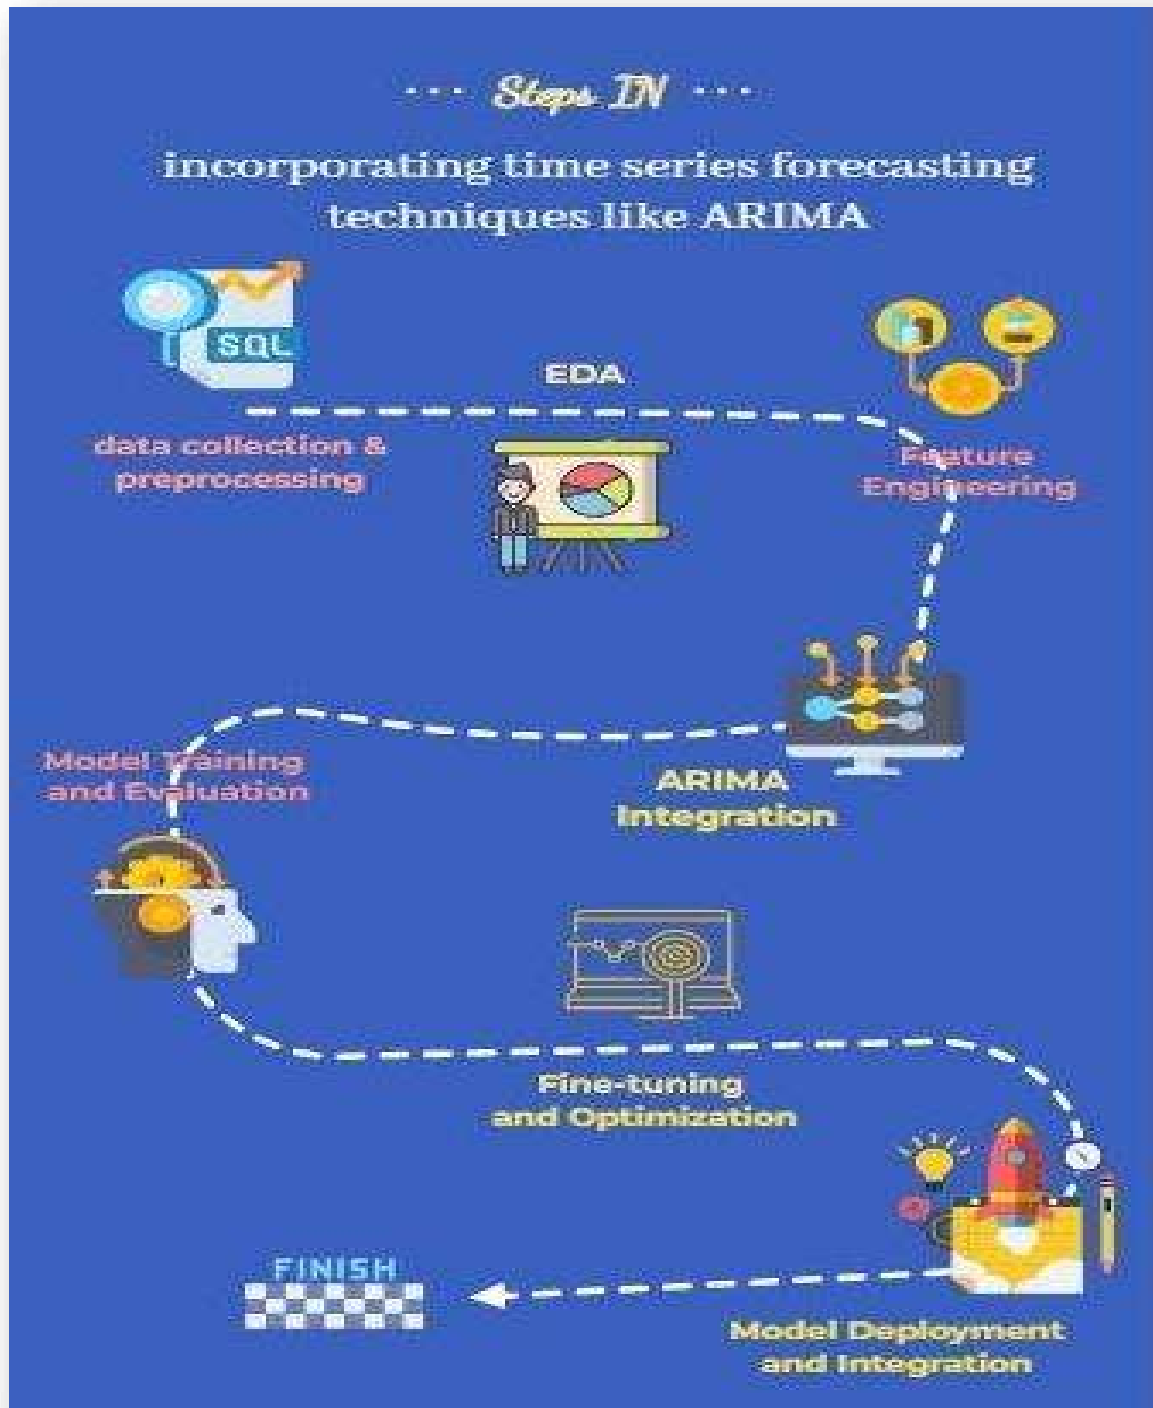 Steps IN
incorporating time series forecasting
techniques like ARIMA
SQL
EDA
data collection &
preprocessing
Feature
Engineering
ARIMA
Integration
Model Training
and Evaluation
Fine-tuning
and Optimization
FINISH
Model Deployment
and Integration